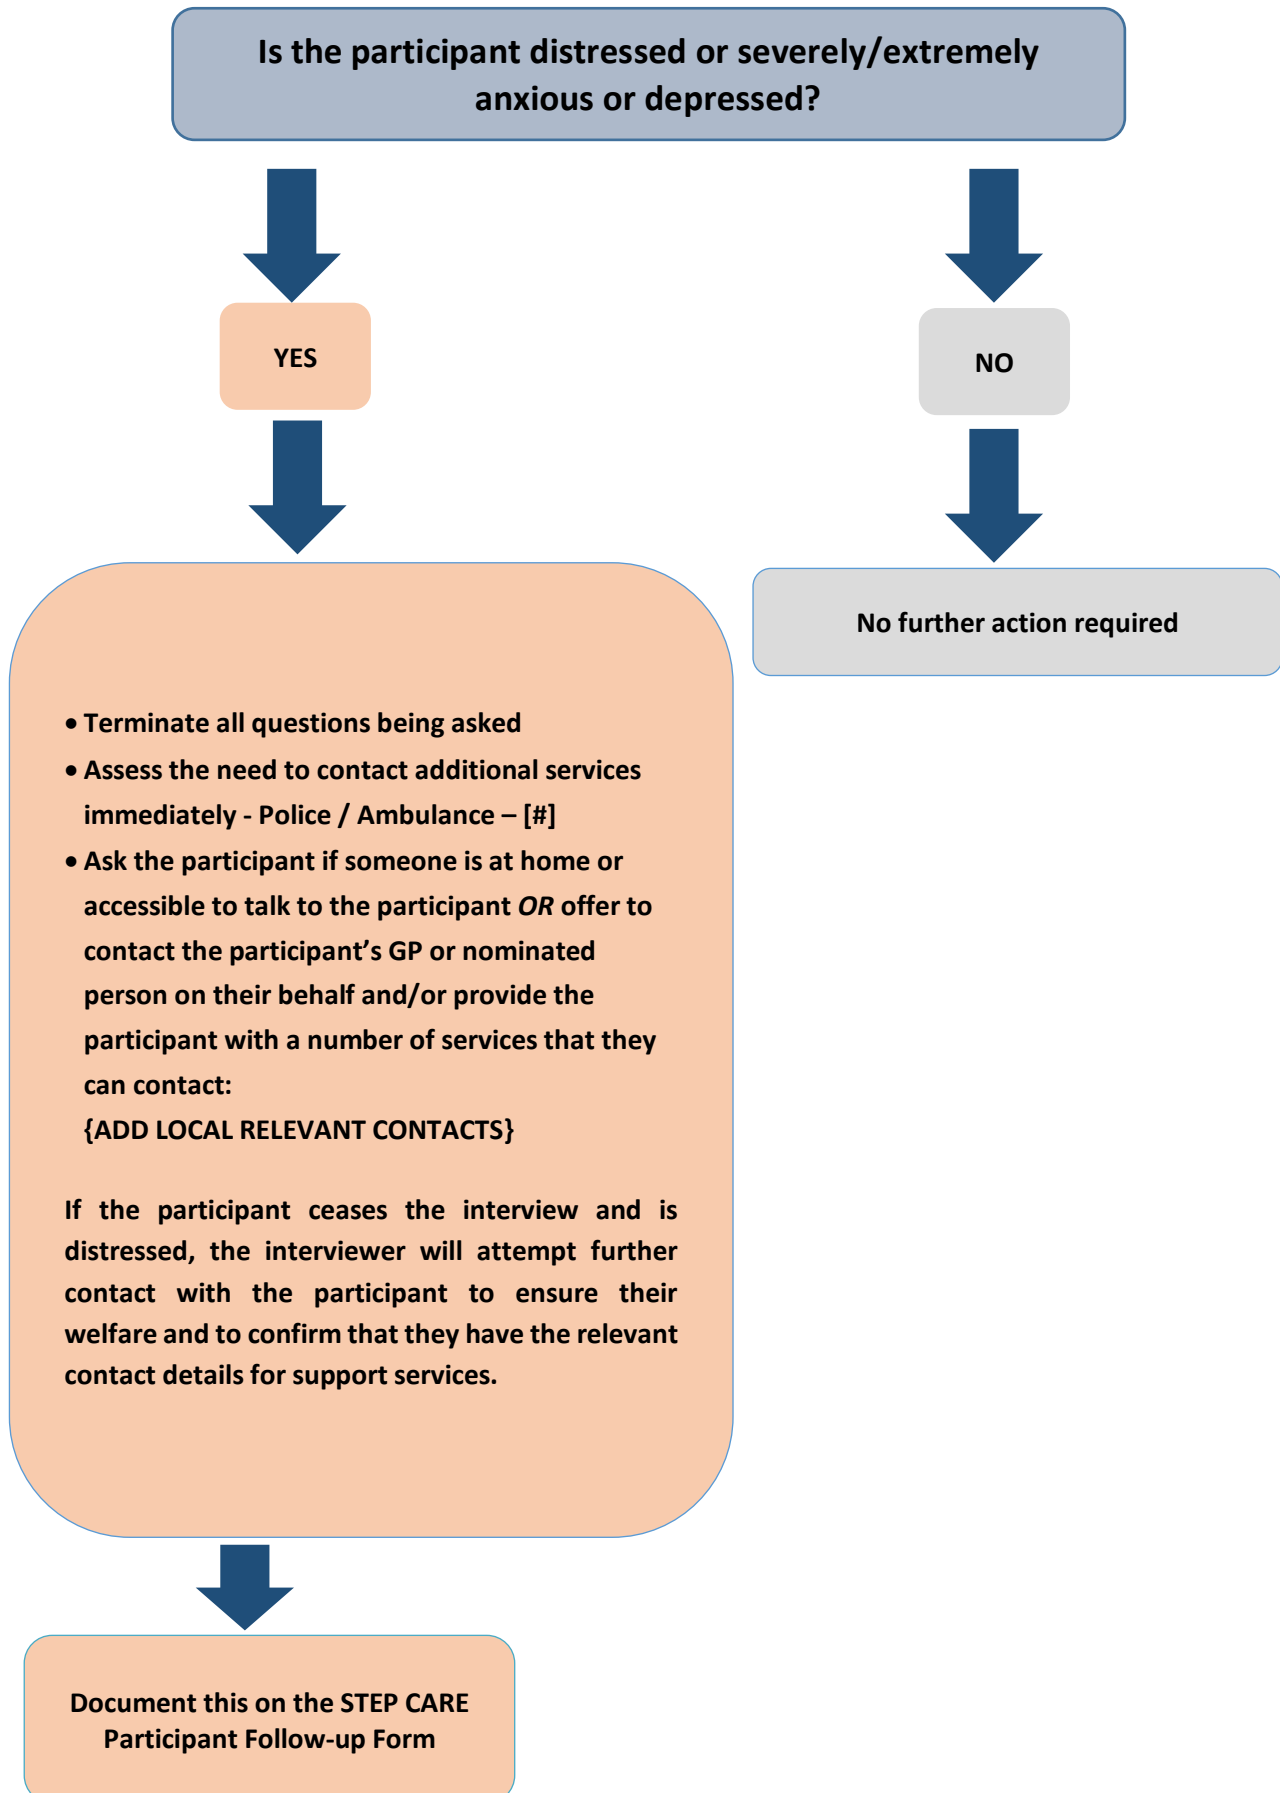 Is the participant distressed or severely/extremely
anxious or depressed?
YES
NO
No further action required
• Terminate all questions being asked
• Assess the need to contact additional services
immediately - Police / Ambulance – [#]
• Ask the participant if someone is at home or
accessible to talk to the participant OR offer to
contact the participant’s GP or nominated
person on their behalf and/or provide the
participant with a number of services that they
can contact:
{ADD LOCAL RELEVANT CONTACTS}
If the participant ceases the interview and is
distressed, the interviewer will attempt further
contact with the participant to ensure their
welfare and to confirm that they have the relevant
contact details for support services.
Document this on the STEP CARE
Participant Follow-up Form